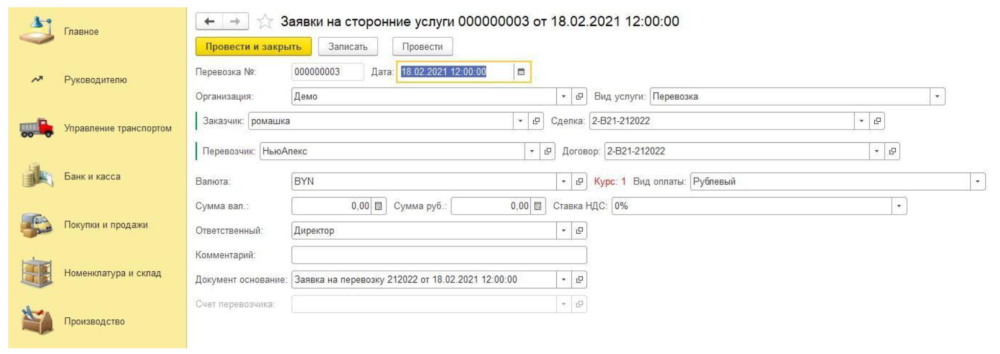 Главное
Руководителю
Управление транспортом
Банк и касса
Покупки и продажи
Номенклатура и склад
Производство
Заявки на сторонние услуги 000000003 от 18.02.2021 12:00:00
Провести и закрыть Записать Провести
Перевозка №: 000000003 Дата: 18.02.2021 12:00:00
Организация: Демо Вид услуги: Перевозка
Заказчик: ромашка Сделка: 2-В21-212022
Перевозчик: НьюАпекс Договор: 2-В21-212022
Валюта: BYN Курс: 1 Вид оплаты: Рублевый
Сумма вал.: 0,00 Сумма руб.: 0,00 Ставка НДС: 0%
Ответственный: Директор
Комментарий:
Документ основание: Заявка на перевозку 212022 от 18.02.2021 12:00:00
Счет перевозчика: